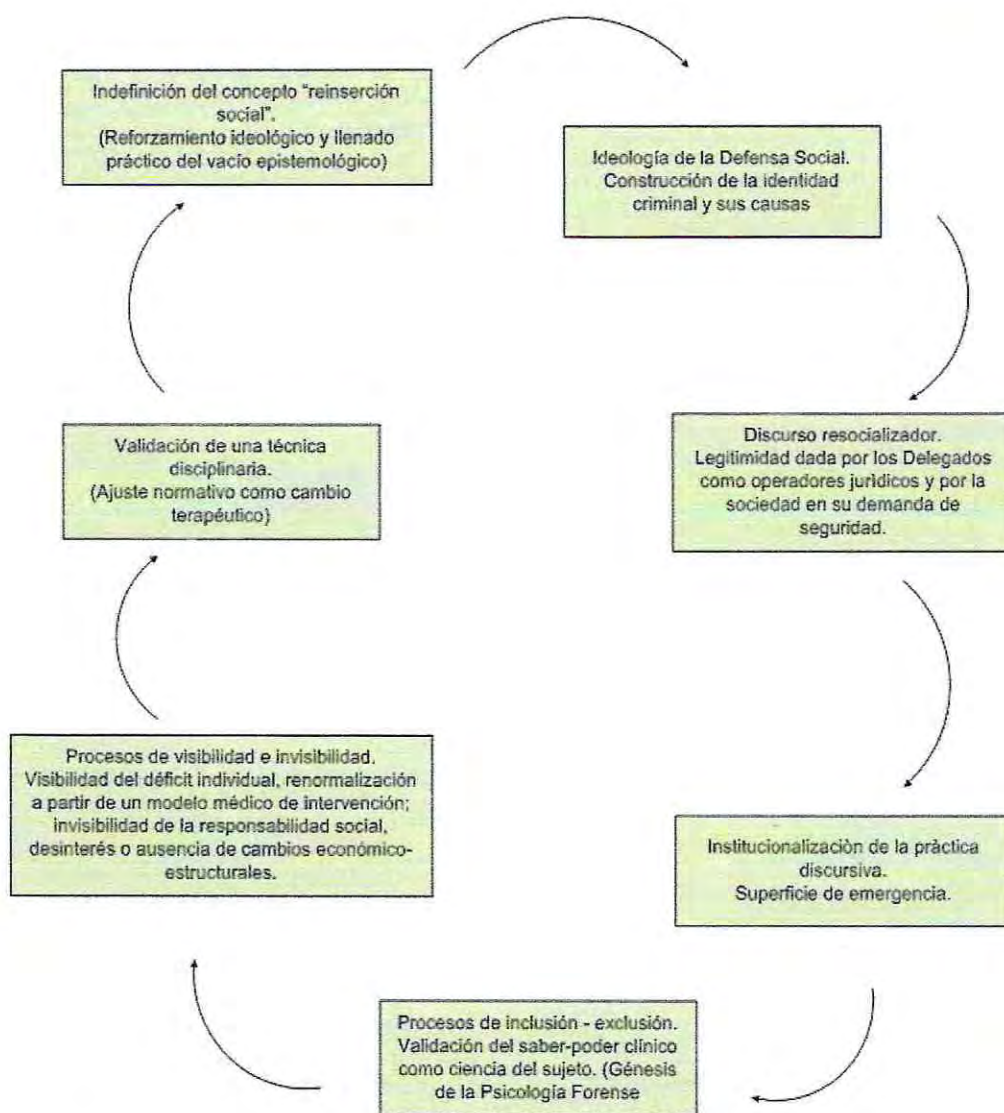 Indefinición del concepto "reinserción
social".
(Reforzamiento ideológico y llenado
práctico del vacío epistemológico)
Ideología de la Defensa Social.
Construcción de la identidad
criminal y sus causas
Discurso resocializador.
Legitimidad dada por los Delegados
como operadores jurídicos y por la
sociedad en su demanda de
seguridad.
Institucionalización de la práctica
discursiva.
Superficie de emergencia.
Procesos de inclusión - exclusión.
Validación del saber-poder clínico
como ciencia del sujeto. (Génesis
de la Psicología Forense
Procesos de visibilidad e invisibilidad.
Visibilidad del déficit individual, renormalización
a partir de un modelo médico de intervención;
invisibilidad de la responsabilidad social,
desinterés o ausencia de cambios económico-
estructurales.
Validación de una técnica
disciplinaria.
(Ajuste normativo como cambio
terapéutico)